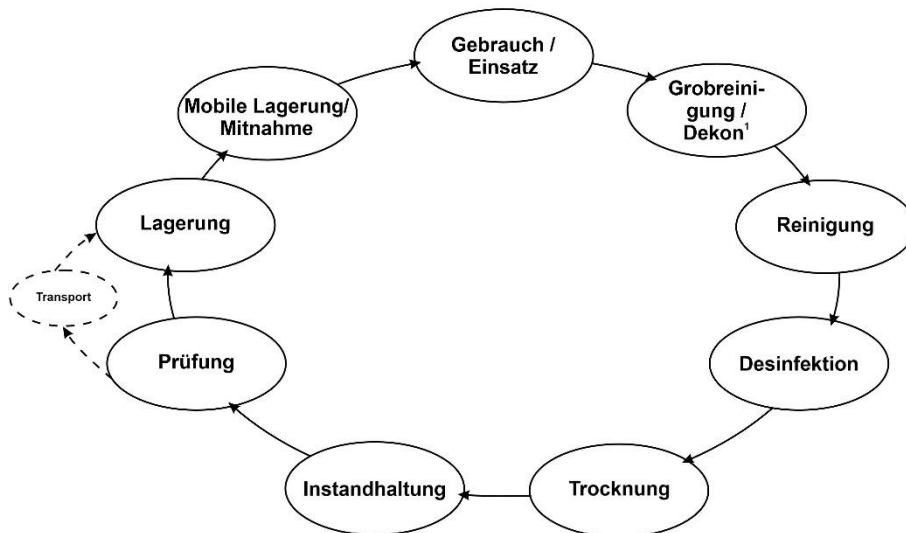 Gebrauch /
Einsatz
Grobreini-
gung /
Dekon¹
Reinigung
Desinfektion
Trocknung
Instandhaltung
Prüfung
Transport
Lagerung
Mobile Lagerung/
Mitnahme